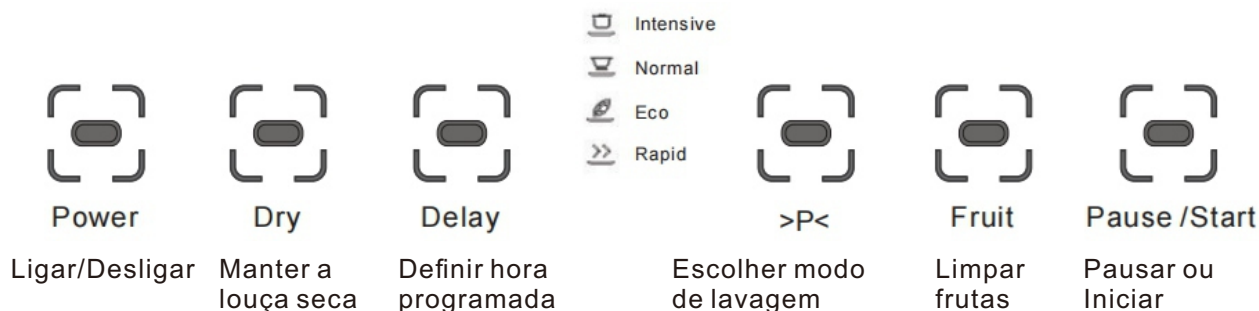 Intensive
Normal
Eco
Rapid
Power
Dry
Delay
>P<
Fruit
Pause /Start
Ligar/Desligar
Manter a
louça seca
Definir hora
programada
Escolher modo
de lavagem
Limpar
frutas
Pausar ou
Iniciar